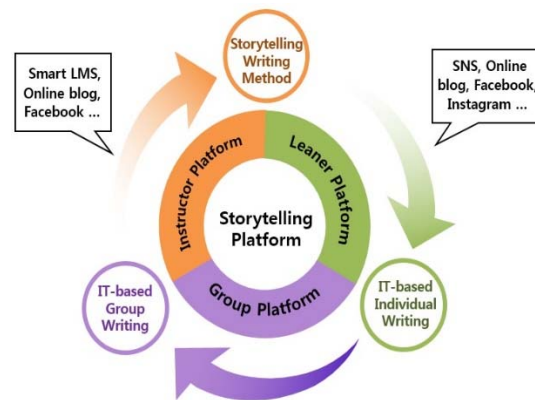 Storytelling
Writing
Method
Smart LMS,
Online blog,
Facebook ...
SNS, Online
blog, Facebook,
Instagram ...
Instructor Platform
Leaner Platform
Storytelling
Platform
Group Platform
IT-based
Group
Writing
IT-based
Individual
Writing